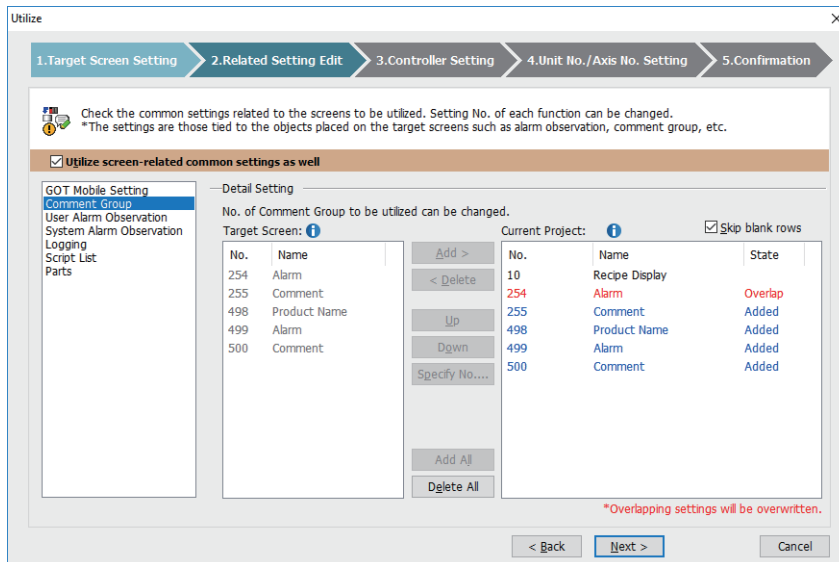 Utilize
1.Target Screen Setting 2.Related Setting Edit 3.Controller Setting 4.Unit No./Axis No. Setting 5.Confirmation
Check the common settings related to the screens to be utilized. Setting No. of each function can be changed.
*The settings are those tied to the objects placed on the target screens such as alarm observation, comment group, etc.
Utilize screen-related common settings as well
GOT Mobile Setting
Comment Group
User Alarm Observation
System Alarm Observation
Logging
Script List
Parts
Detail Setting
No. of Comment Group to be utilized can be changed.
Target Screen:
No. Name
254 Alarm
255 Comment
498 Product Name
499 Alarm
500 Comment
Add >
< Delete
Up
Down
Specify No....
Add All
Delete All
Current Project:
Skip blank rows
No. Name State
10 Recipe Display
254 Alarm Overlap
255 Comment Added
498 Product Name Added
499 Alarm Added
500 Comment Added
*Overlapping settings will be overwritten.
< Back Next > Cancel